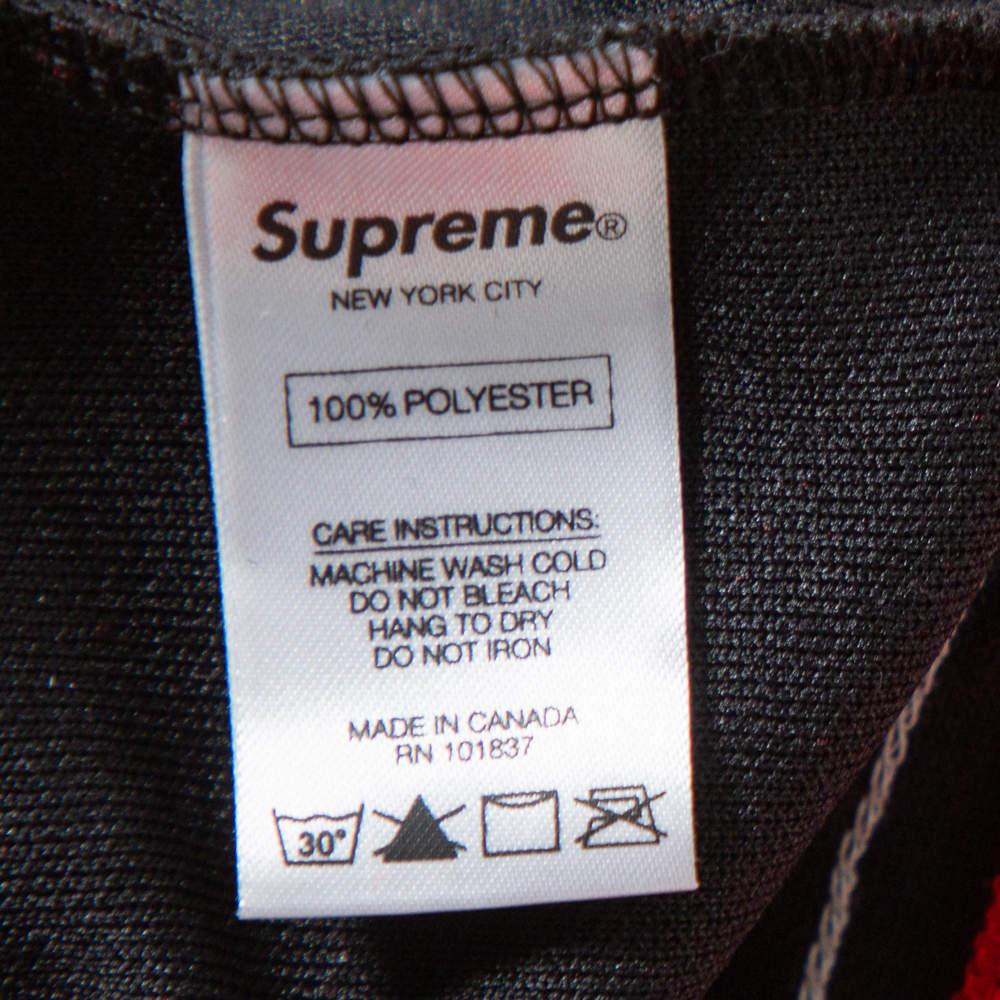 Supreme®
NEW YORK CITY
100% POLYESTER
CARE INSTRUCTIONS:
MACHINE WASH COLD
DO NOT BLEACH
HANG TO DRY
DO NOT IRON
MADE IN CANADA
RN 101837
30°